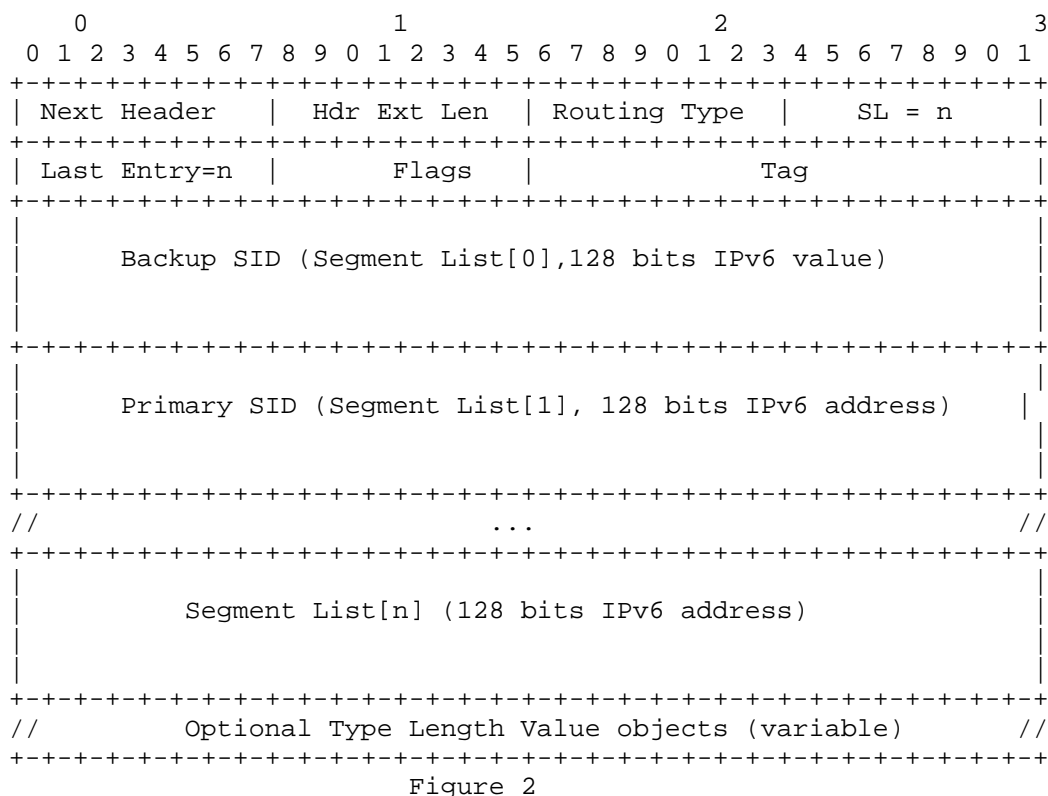 0                   1                   2                   3
 0 1 2 3 4 5 6 7 8 9 0 1 2 3 4 5 6 7 8 9 0 1 2 3 4 5 6 7 8 9 0 1
+-+-+-+-+-+-+-+-+-+-+-+-+-+-+-+-+-+-+-+-+-+-+-+-+-+-+-+-+-+-+-+-+
| Next Header   |  Hdr Ext Len  | Routing Type  |    SL = n     |
+-+-+-+-+-+-+-+-+-+-+-+-+-+-+-+-+-+-+-+-+-+-+-+-+-+-+-+-+-+-+-+-+
| Last Entry=n  |       Flags   |              Tag              |
+-+-+-+-+-+-+-+-+-+-+-+-+-+-+-+-+-+-+-+-+-+-+-+-+-+-+-+-+-+-+-+-+
|                                                               |
|      Backup SID (Segment List[0],128 bits IPv6 value)         |
|                                                               |
|                                                               |
+-+-+-+-+-+-+-+-+-+-+-+-+-+-+-+-+-+-+-+-+-+-+-+-+-+-+-+-+-+-+-+-+
|                                                               |
|      Primary SID (Segment List[1], 128 bits IPv6 address)    |
|                                                               |
|                                                               |
+-+-+-+-+-+-+-+-+-+-+-+-+-+-+-+-+-+-+-+-+-+-+-+-+-+-+-+-+-+-+-+-+
//                            ...                              //
+-+-+-+-+-+-+-+-+-+-+-+-+-+-+-+-+-+-+-+-+-+-+-+-+-+-+-+-+-+-+-+-+
|                                                               |
|          Segment List[n] (128 bits IPv6 address)              |
|                                                               |
|                                                               |
+-+-+-+-+-+-+-+-+-+-+-+-+-+-+-+-+-+-+-+-+-+-+-+-+-+-+-+-+-+-+-+-+
//         Optional Type Length Value objects (variable)       //
+-+-+-+-+-+-+-+-+-+-+-+-+-+-+-+-+-+-+-+-+-+-+-+-+-+-+-+-+-+-+-+-+
                         Figure 2